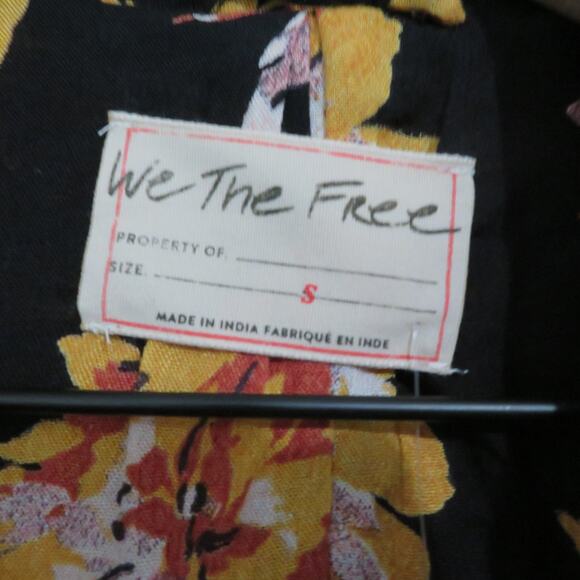 We The Free
PROPERTY OF.
SIZE. S
MADE IN INDIA FABRIQUÉ EN INDE